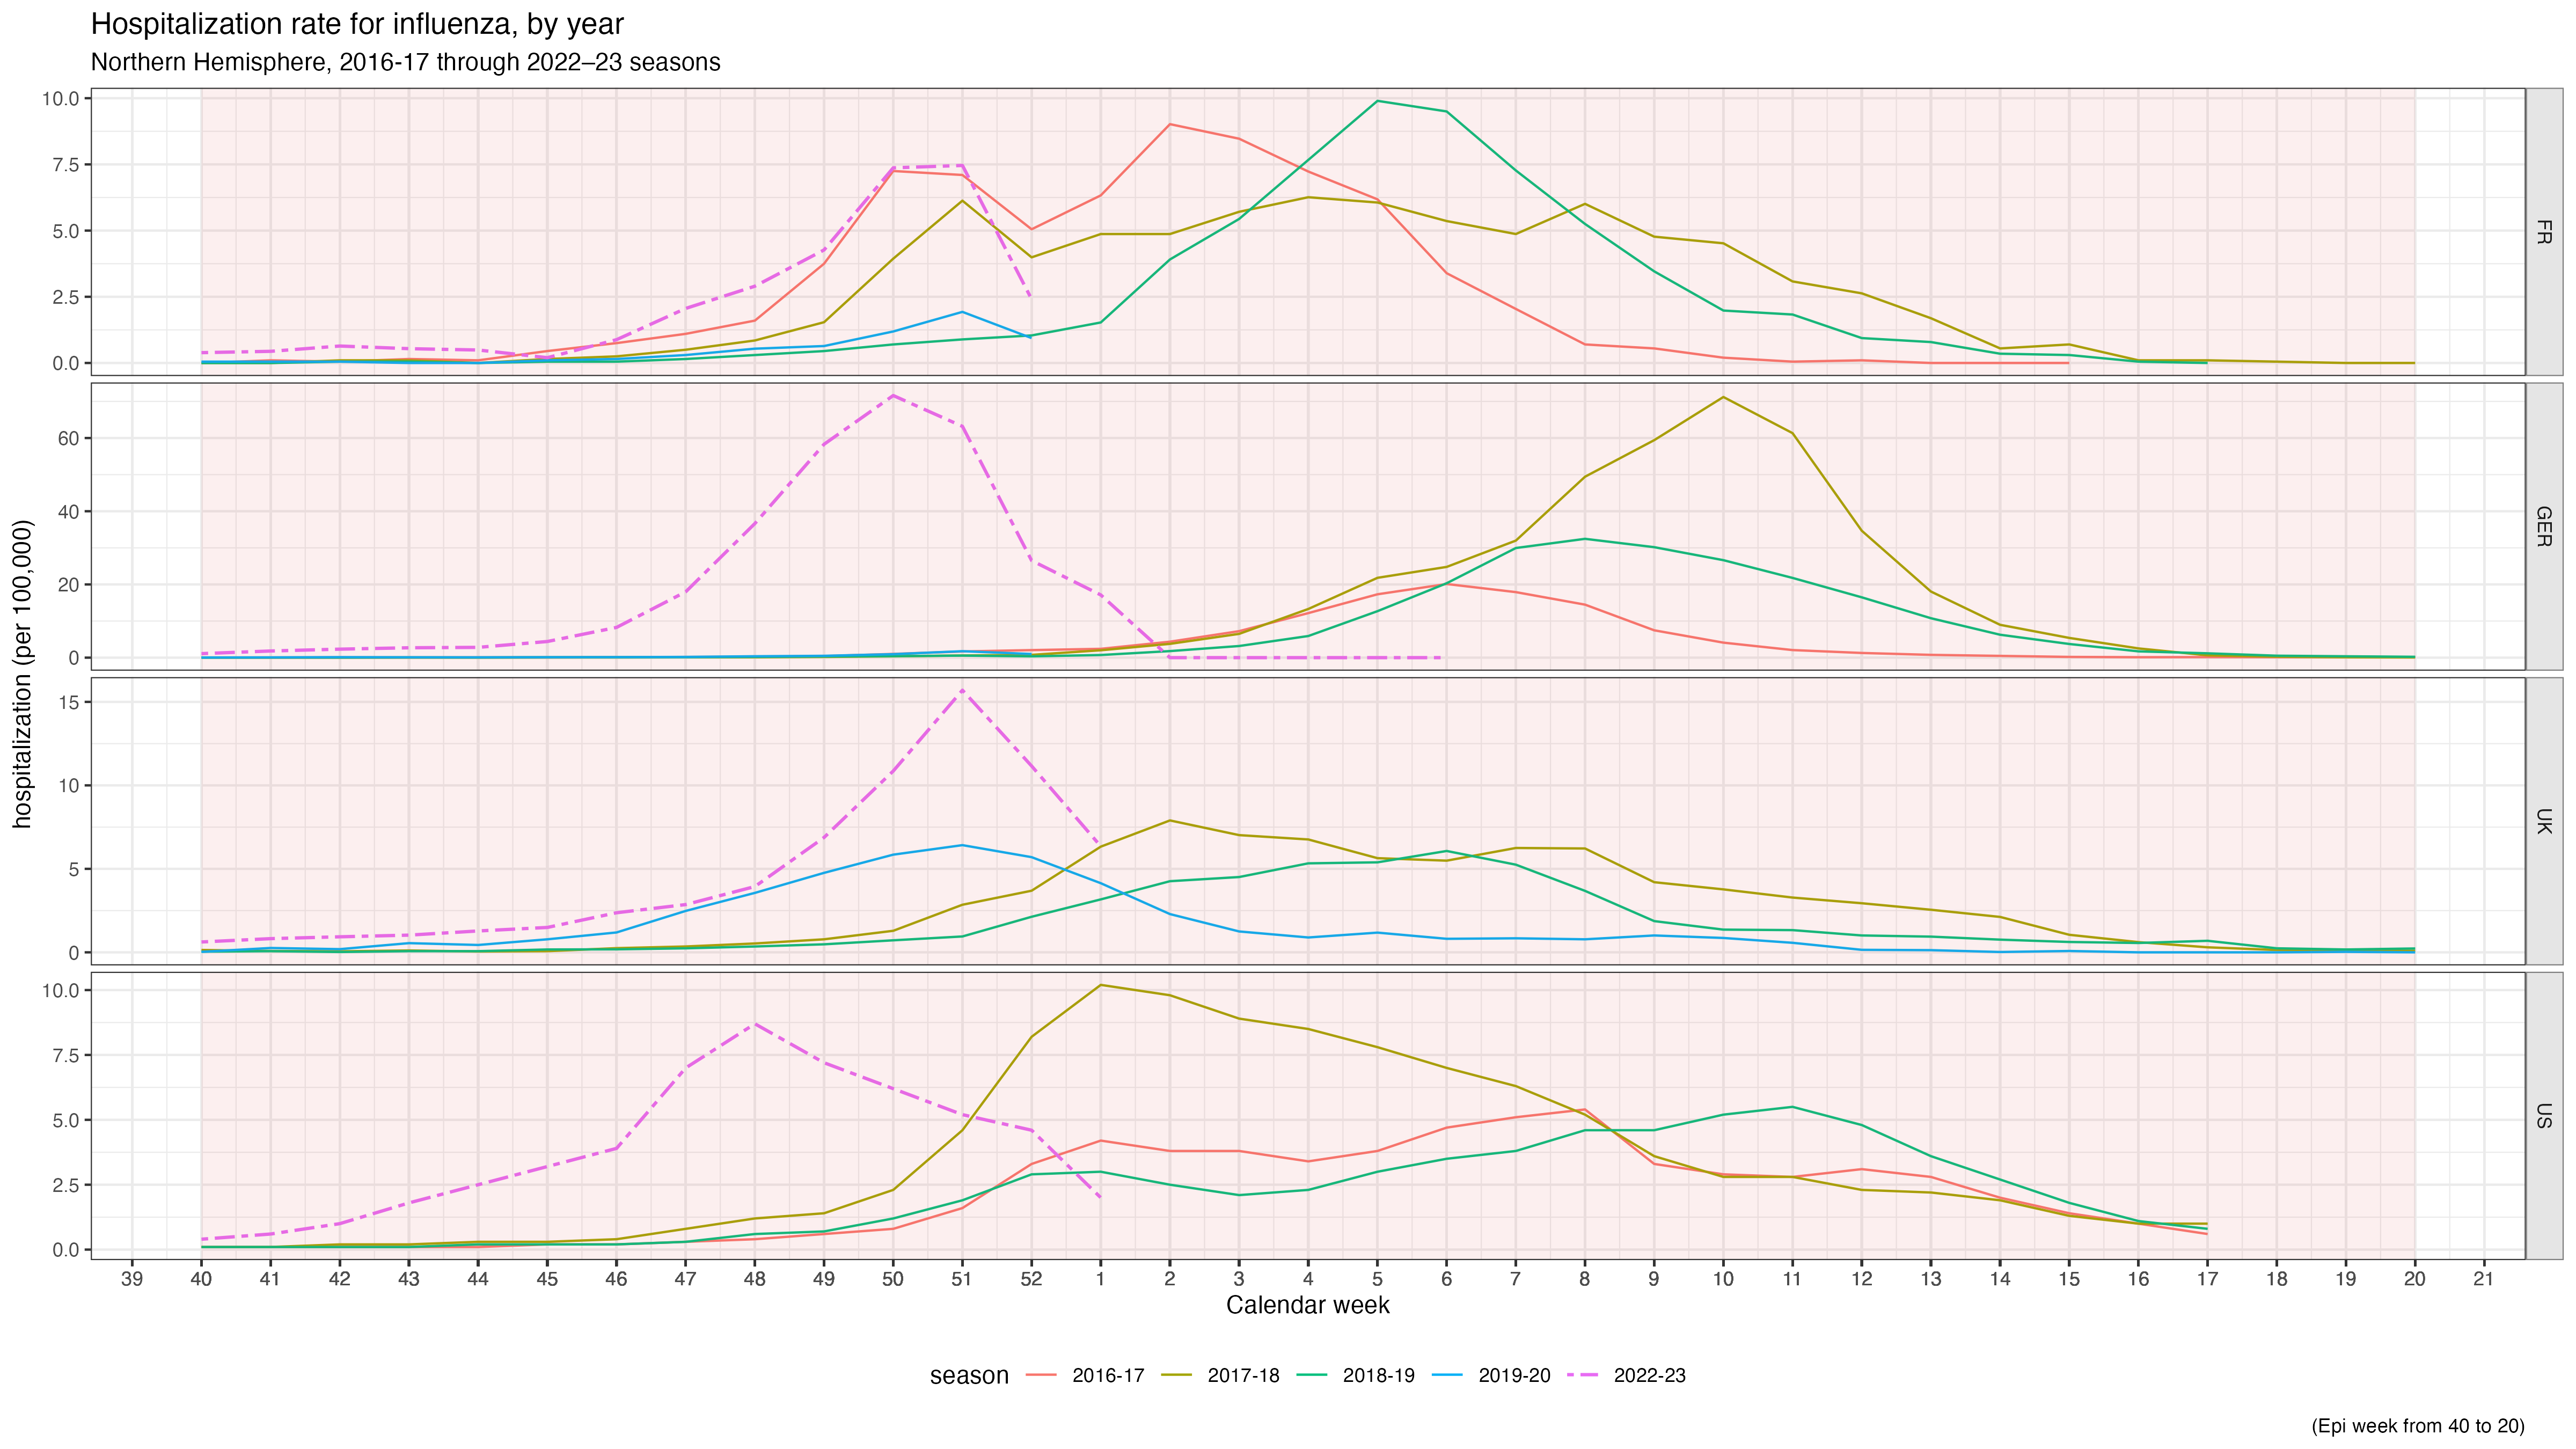 Hospitalization rate for influenza, by year
Northern Hemisphere, 2016-17 through 2022–23 seasons
hospitalization (per 100,000)
10.0
7.5
5.0
2.5
0.0
FR
60
40
20
0
GER
15
10
5
0
UK
10.0
7.5
5.0
2.5
0.0
US
39 40 41 42 43 44 45 46 47 48 49 50 51 52 1 2 3 4 5 6 7 8 9 10 11 12 13 14 15 16 17 18 19 20 21
Calendar week
season 2016-17 2017-18 2018-19 2019-20 2022-23
(Epi week from 40 to 20)